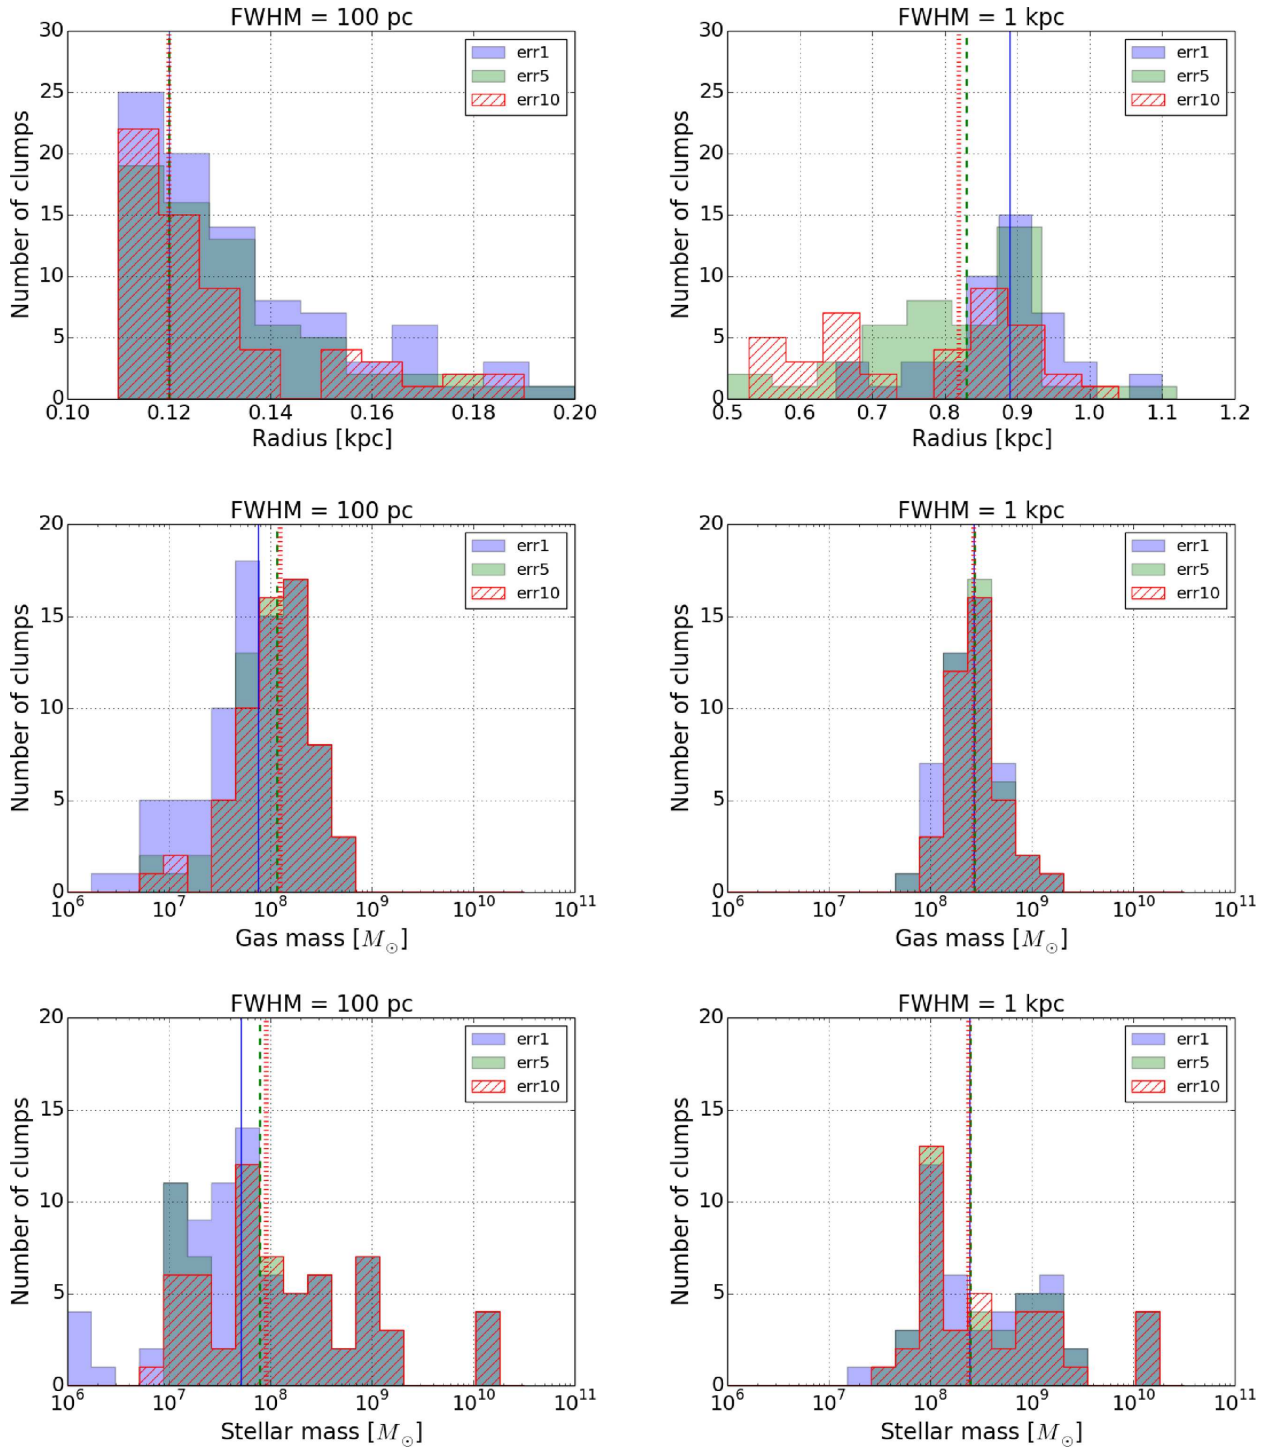 FWHM = 100 pc
30
25
20
15
10
5
0
Number of clumps
err1
err5
err10
0.10 0.12 0.14 0.16 0.18 0.20
Radius [kpc]
FWHM = 1 kpc
30
25
20
15
10
5
0
Number of clumps
err1
err5
err10
0.5 0.6 0.7 0.8 0.9 1.0 1.1 1.2
Radius [kpc]
FWHM = 100 pc
20
15
10
5
0
Number of clumps
err1
err5
err10
10^6 10^7 10^8 10^9 10^10 10^11
Gas mass [M_⊙]
FWHM = 1 kpc
20
15
10
5
0
Number of clumps
err1
err5
err10
10^6 10^7 10^8 10^9 10^10 10^11
Gas mass [M_⊙]
FWHM = 100 pc
20
15
10
5
0
Number of clumps
err1
err5
err10
10^6 10^7 10^8 10^9 10^10 10^11
Stellar mass [M_⊙]
FWHM = 1 kpc
20
15
10
5
0
Number of clumps
err1
err5
err10
10^6 10^7 10^8 10^9 10^10 10^11
Stellar mass [M_⊙]